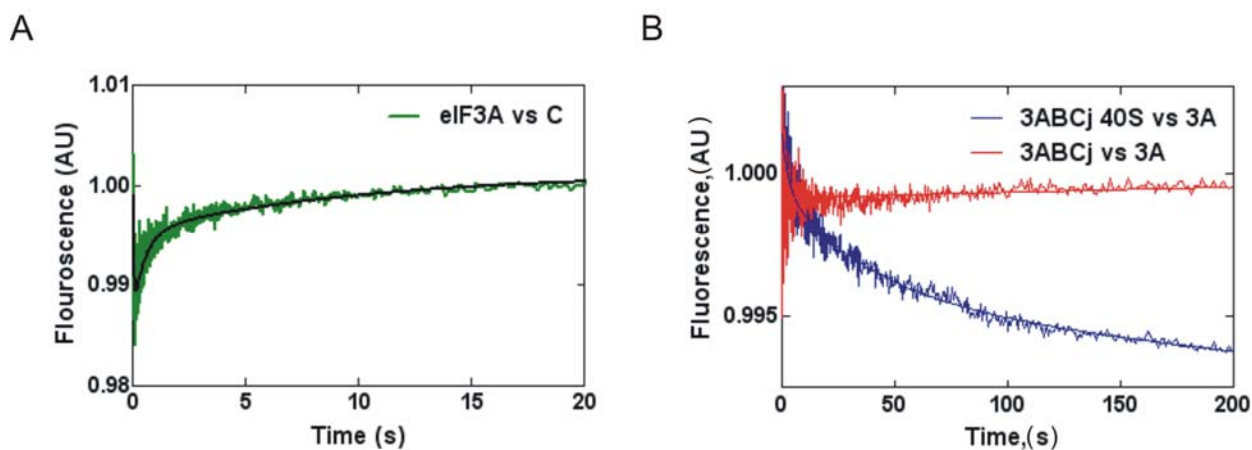 A
B
1.01
1.00
0.99
0.98
Flouroscence (AU)
eIF3A vs C
0
5
10
15
20
Time (s)
1.000
0.995
Fluorescence,(AU)
3ABCj 40S vs 3A
3ABCj vs 3A
0
50
100
150
200
Time,(s)